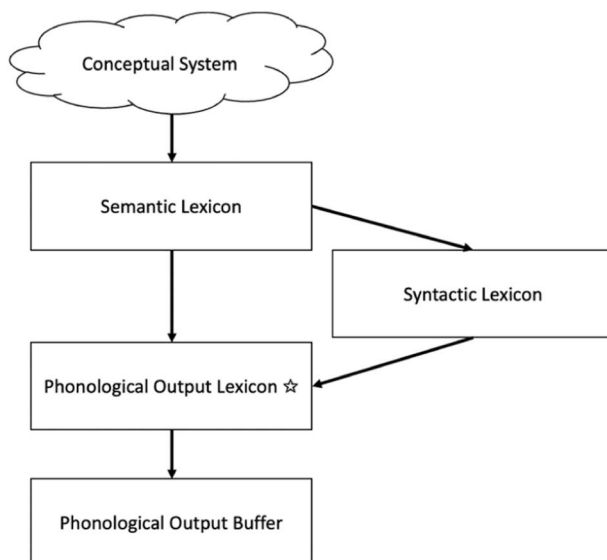 Conceptual System
Semantic Lexicon
Syntactic Lexicon
Phonological Output Lexicon ☆
Phonological Output Buffer